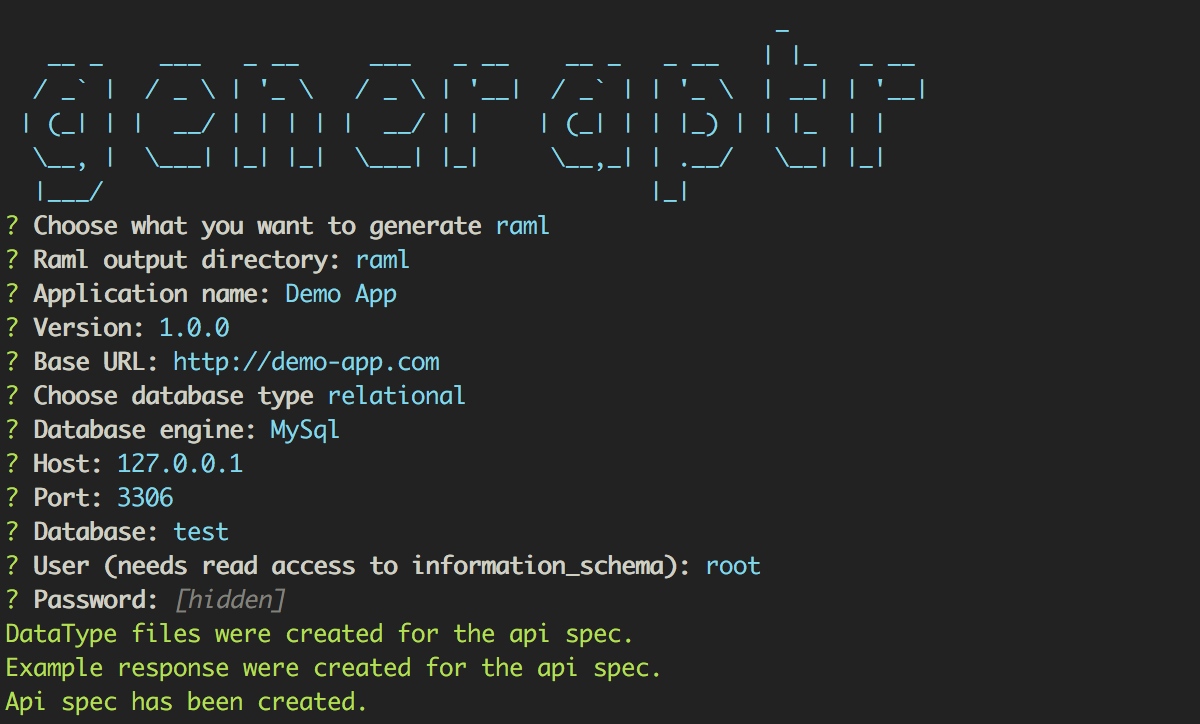 generaptr
? Choose what you want to generate raml
? Raml output directory: raml
? Application name: Demo App
? Version: 1.0.0
? Base URL: http://demo-app.com
? Choose database type relational
? Database engine: MySql
? Host: 127.0.0.1
? Port: 3306
? Database: test
? User (needs read access to information_schema): root
? Password: [hidden]
DataType files were created for the api spec.
Example response were created for the api spec.
Api spec has been created.